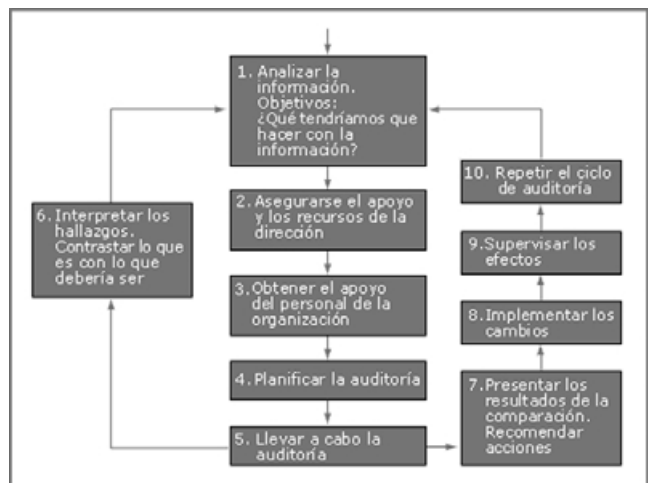 1. Analizar la
información.
Objetivos:
¿Qué tendríamos que
hacer con la
información?
2. Asegurarse el apoyo
y los recursos de la
dirección
3. Obtener el apoyo
del personal de la
organización
4. Planificar la auditoría
5. Llevar a cabo la
auditoría
6. Interpretar los
hallazgos.
Contrastar lo que
es con lo que
debería ser
7. Presentar los
resultados de la
comparación.
Recomendar
acciones
8. Implementar los
cambios
9. Supervisar los
efectos
10. Repetir el ciclo
de auditoría